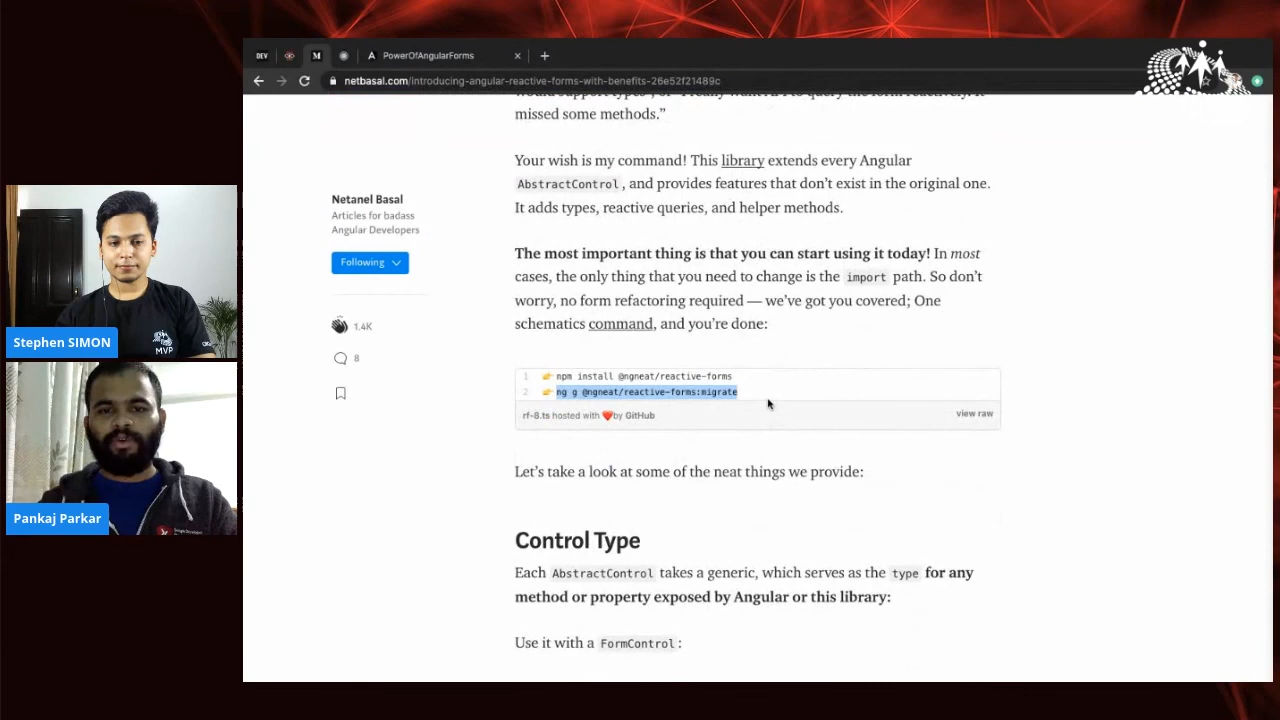 DEV
M
A PowerOfAngularForms
netbasal.com/introducing-angular-reactive-forms-with-benefits-26e52f21489c
missed some methods.”
Your wish is my command! This library extends every Angular
AbstractControl, and provides features that don’t exist in the original one.
It adds types, reactive queries, and helper methods.
Netanel Basal
Articles for badass
Angular Developers
Following
1.4K
8
The most important thing is that you can start using it today! In most
cases, the only thing that you need to change is the import path. So don’t
worry, no form refactoring required — we’ve got you covered; One
schematics command, and you’re done:
1 👉 npm install @ngneat/reactive-forms
2 👉 ng g @ngneat/reactive-forms:migrate
rf-8.ts hosted with ❤ by GitHub
view raw
Let’s take a look at some of the neat things we provide:
Control Type
Each AbstractControl takes a generic, which serves as the type for any
method or property exposed by Angular or this library:
Use it with a FormControl:
MVP
Stephen SIMON
Pankaj Parkar